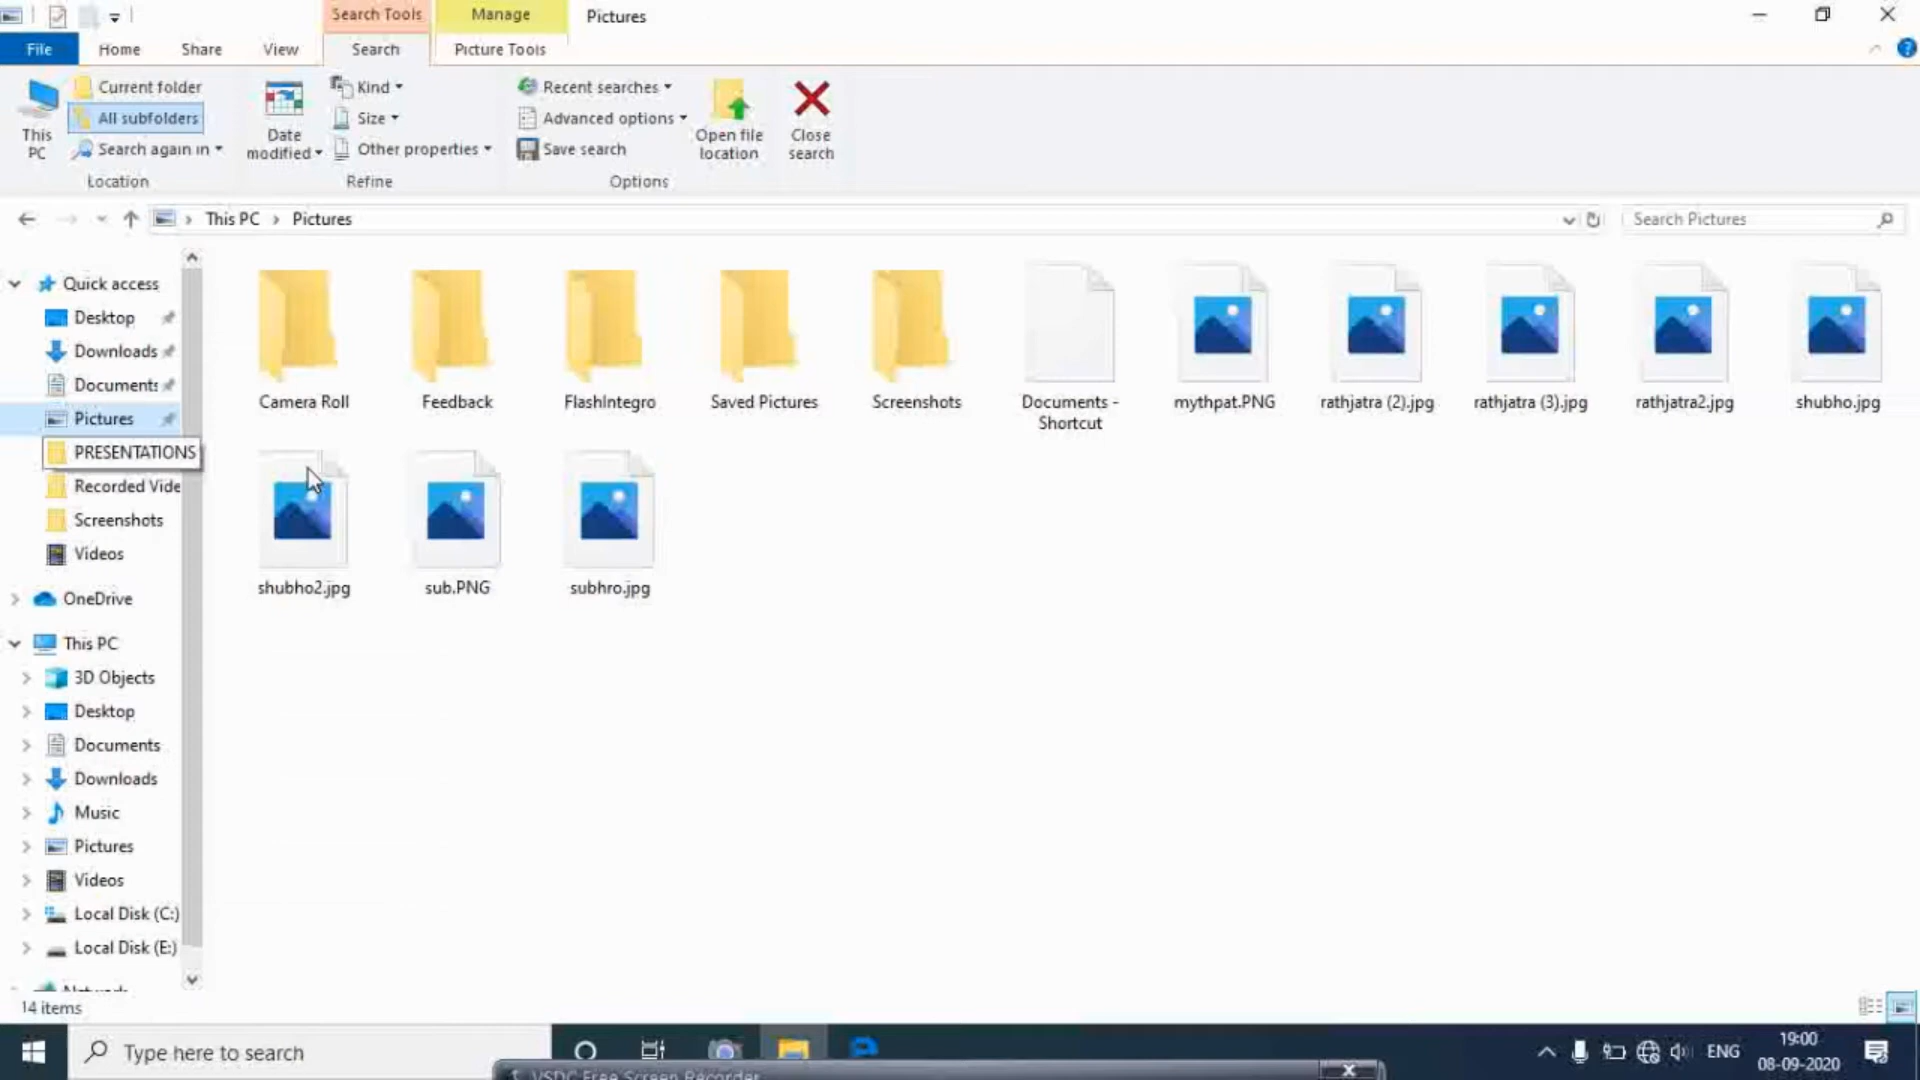 Search Tools
Manage
Pictures
File
Home
Share
View
Search
Picture Tools
This PC
Current folder
All subfolders
Search again in
Location
Date modified
Kind
Size
Other properties
Refine
Recent searches
Advanced options
Save search
Options
Open file location
Close search
This PC
Pictures
Search Pictures
Quick access
Desktop
Downloads
Documents
Pictures
PRESENTATIONS
Recorded Vide
Screenshots
Videos
OneDrive
This PC
3D Objects
Desktop
Documents
Downloads
Music
Pictures
Videos
Local Disk (C:)
Local Disk (E:)
Network
Camera Roll
Feedback
FlashIntegro
Saved Pictures
Screenshots
Documents -
Shortcut
mythpat.PNG
rathjatra (2).jpg
rathjatra (3).jpg
rathjatra2.jpg
shubho.jpg
shubho2.jpg
sub.PNG
subhro.jpg
14 items
Type here to search
VSDC Free Screen Recorder
ENG
19:00
08-09-2020